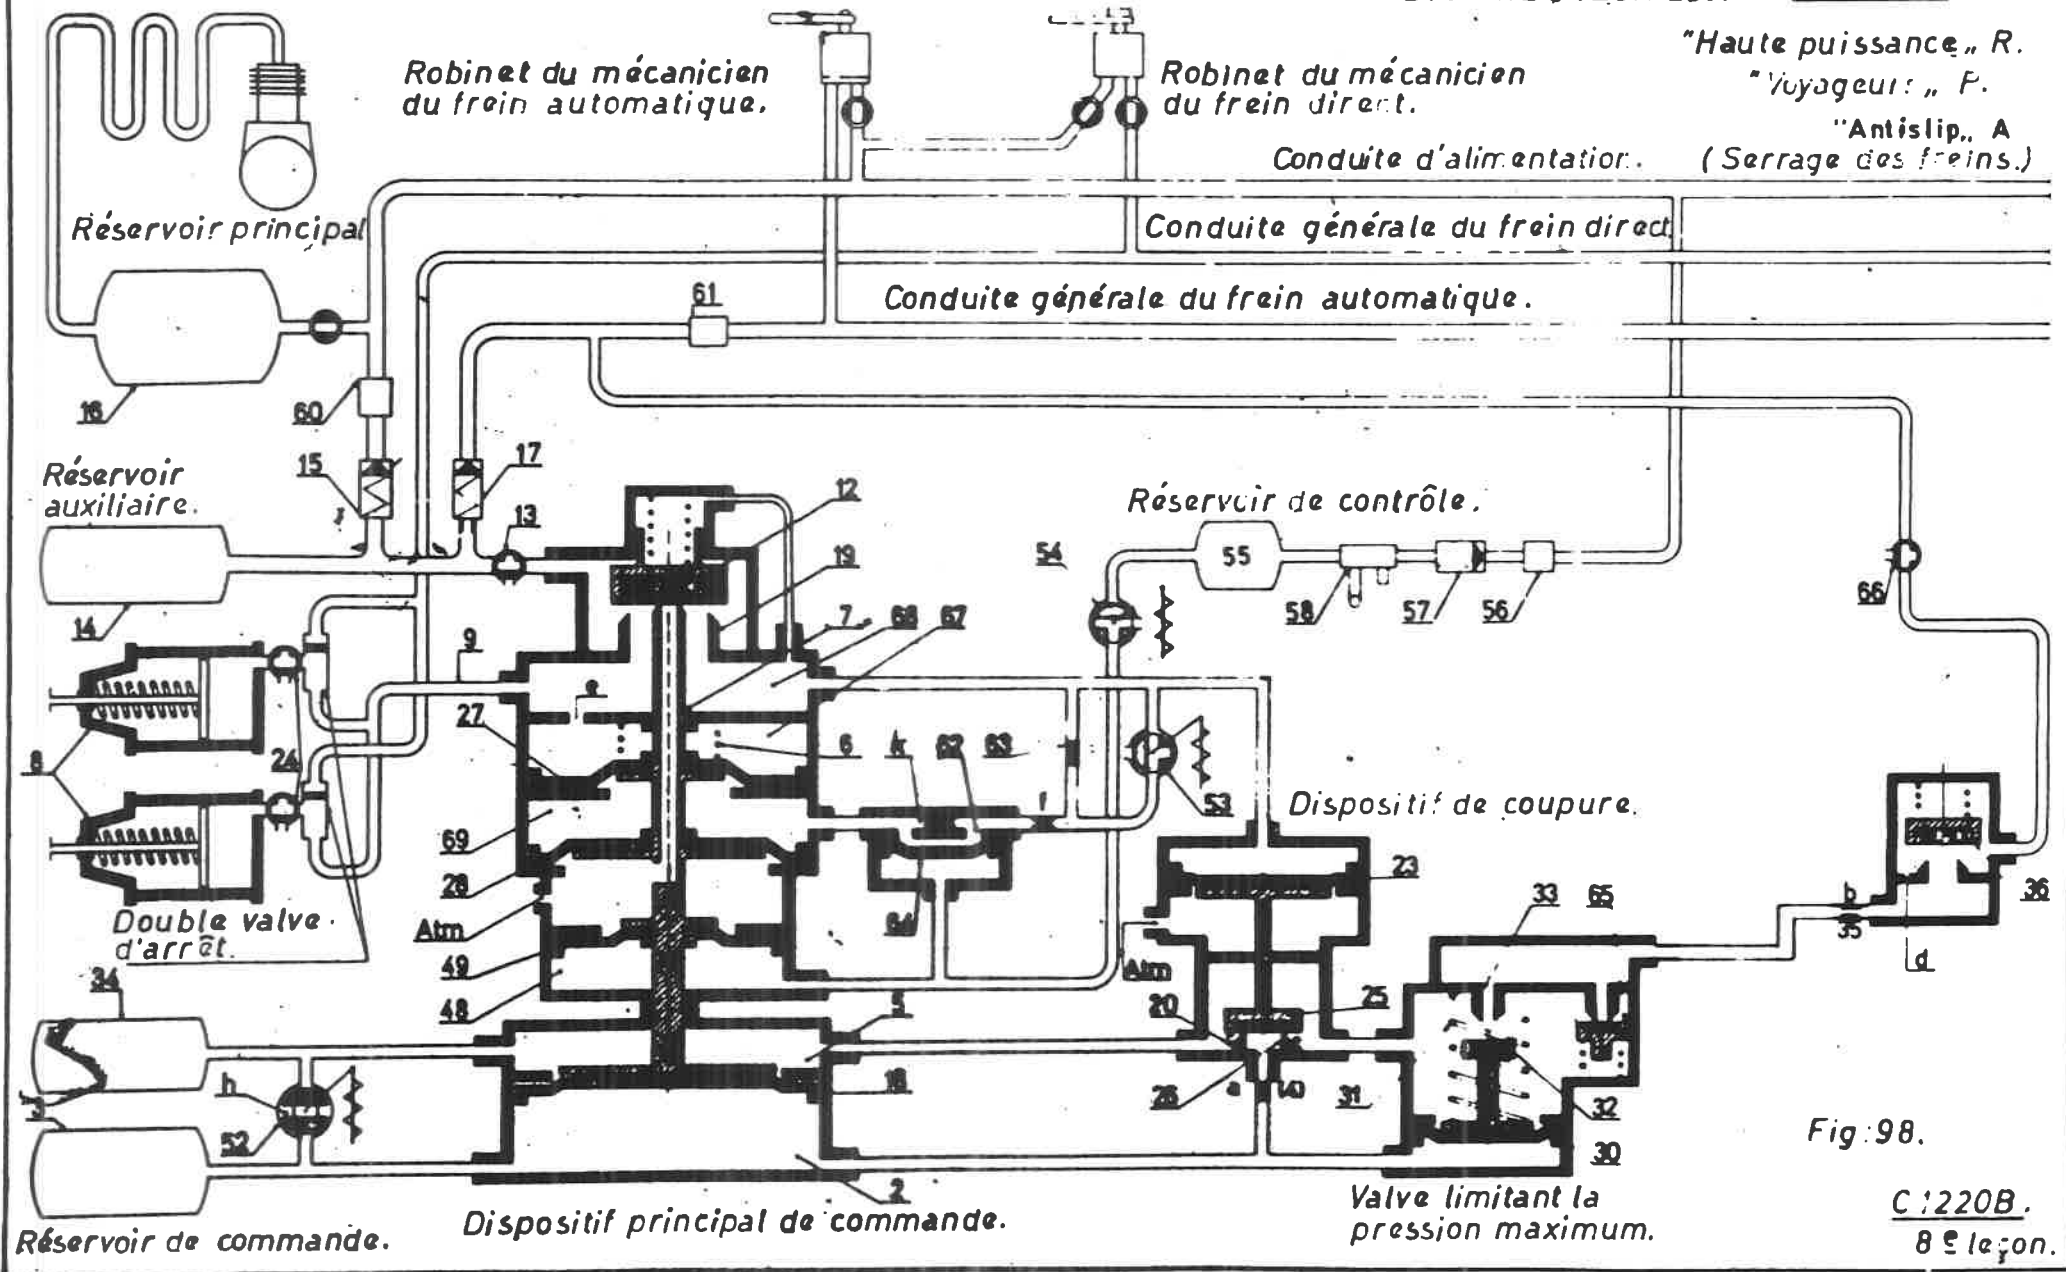 "Haute puissance„ R.
"Voyageurs„ P.
"Antislip„ A
(Serrage des freins.)
Robinet du mécanicien
du frein automatique.
Robinet du mécanicien
du frein direct.
Conduite d'alimentation.
Réservoir principal
Conduite générale du frein direct
Conduite générale du frein automatique.
61
16
60
15
17
Réservoir
auxiliaire.
13
12
Réservoir de contrôle.
54
55
19
58
57
56
66
14
9
7
68
67
e
27
6
k
62
63
53
8
24
Dispositif de coupure.
69
f
28
64
23
Atm
Double valve
d'arrêt.
33
65
b
36
35
d
49
Atm
34
48
5
20
25
18
h
26
a
31
32
52
30
Fig:98.
2
Réservoir de commande.
Dispositif principal de commande.
Valve limitant la
pression maximum.
C1220B.
8e leçon.